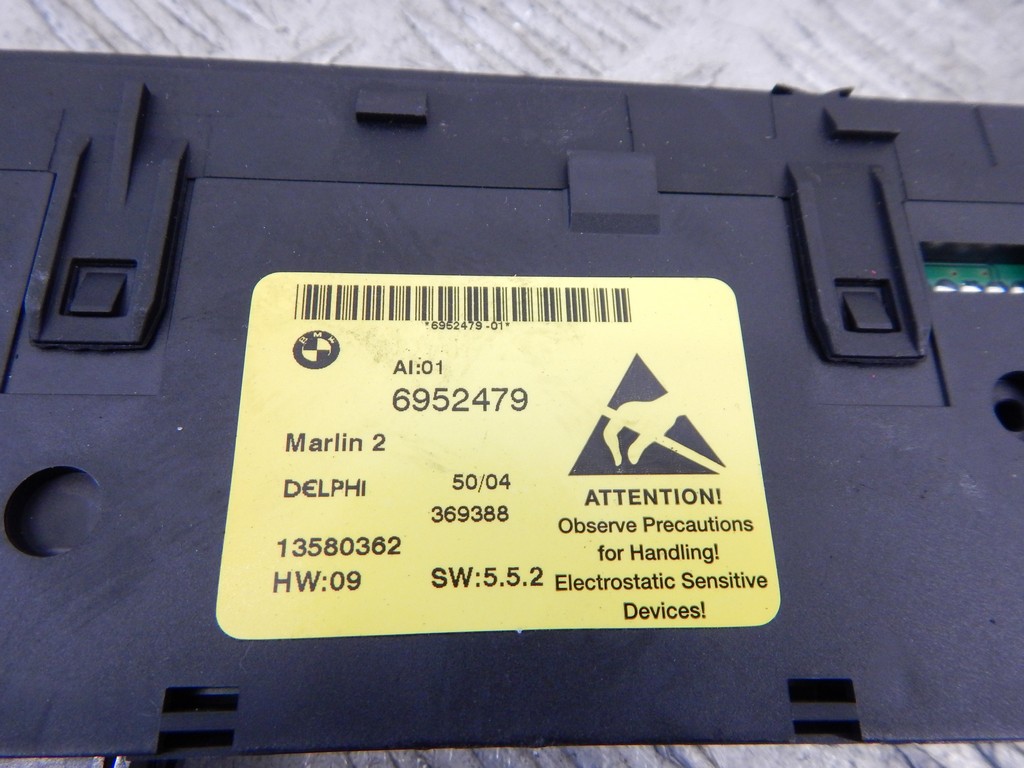 *6952479-01*
BMW
AI:01
6952479
Marlin 2
DELPHI 50/04
369388
13580362
HW:09 SW:5.5.2
ATTENTION!
Observe Precautions
for Handling!
Electrostatic Sensitive
Devices!